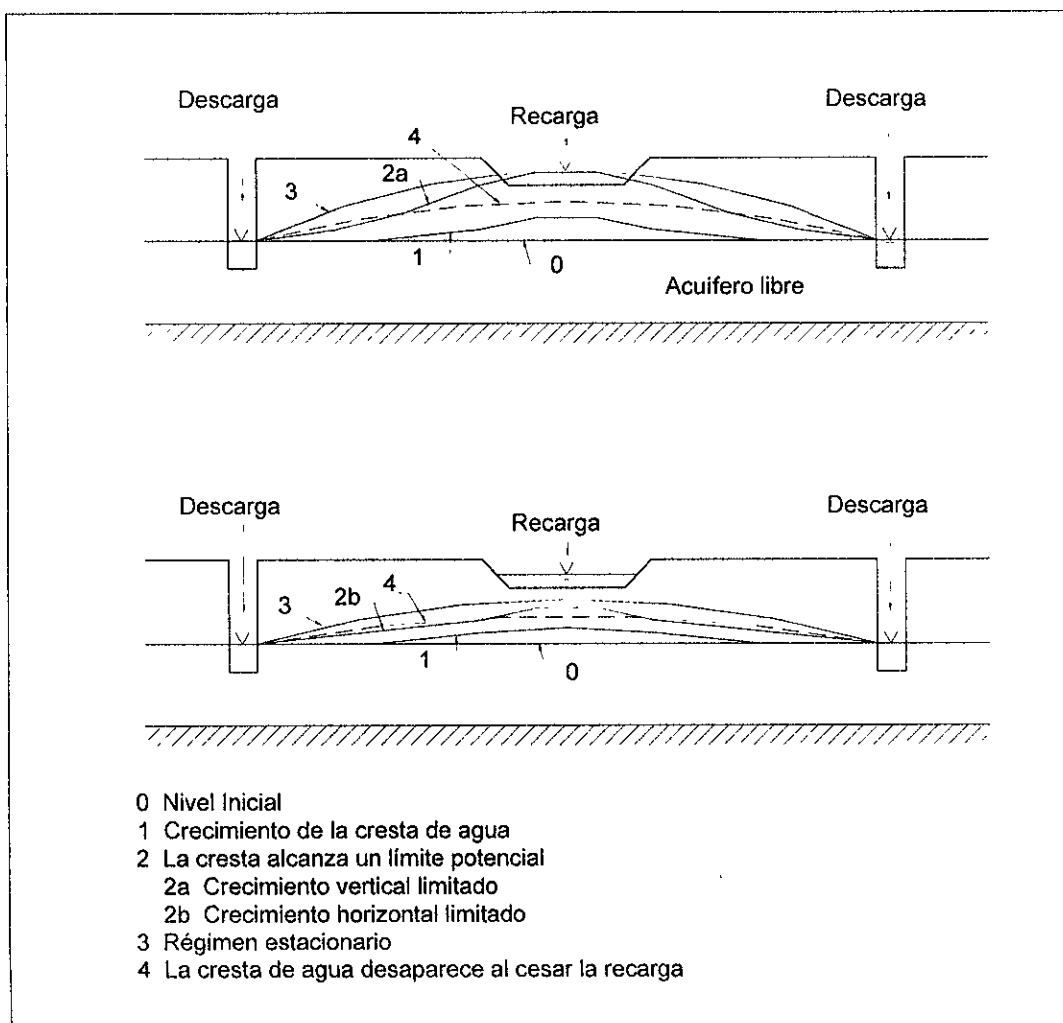 Descarga
Descarga
Recarga
4
2a
3
1
0
Acuifero libre
Descarga
Descarga
Recarga
4
2b
3
1
0
0 Nivel Inicial
1 Crecimiento de la cresta de agua
2 La cresta alcanza un límite potencial
2a Crecimiento vertical limitado
2b Crecimiento horizontal limitado
3 Régimen estacionario
4 La cresta de agua desaparece al cesar la recarga